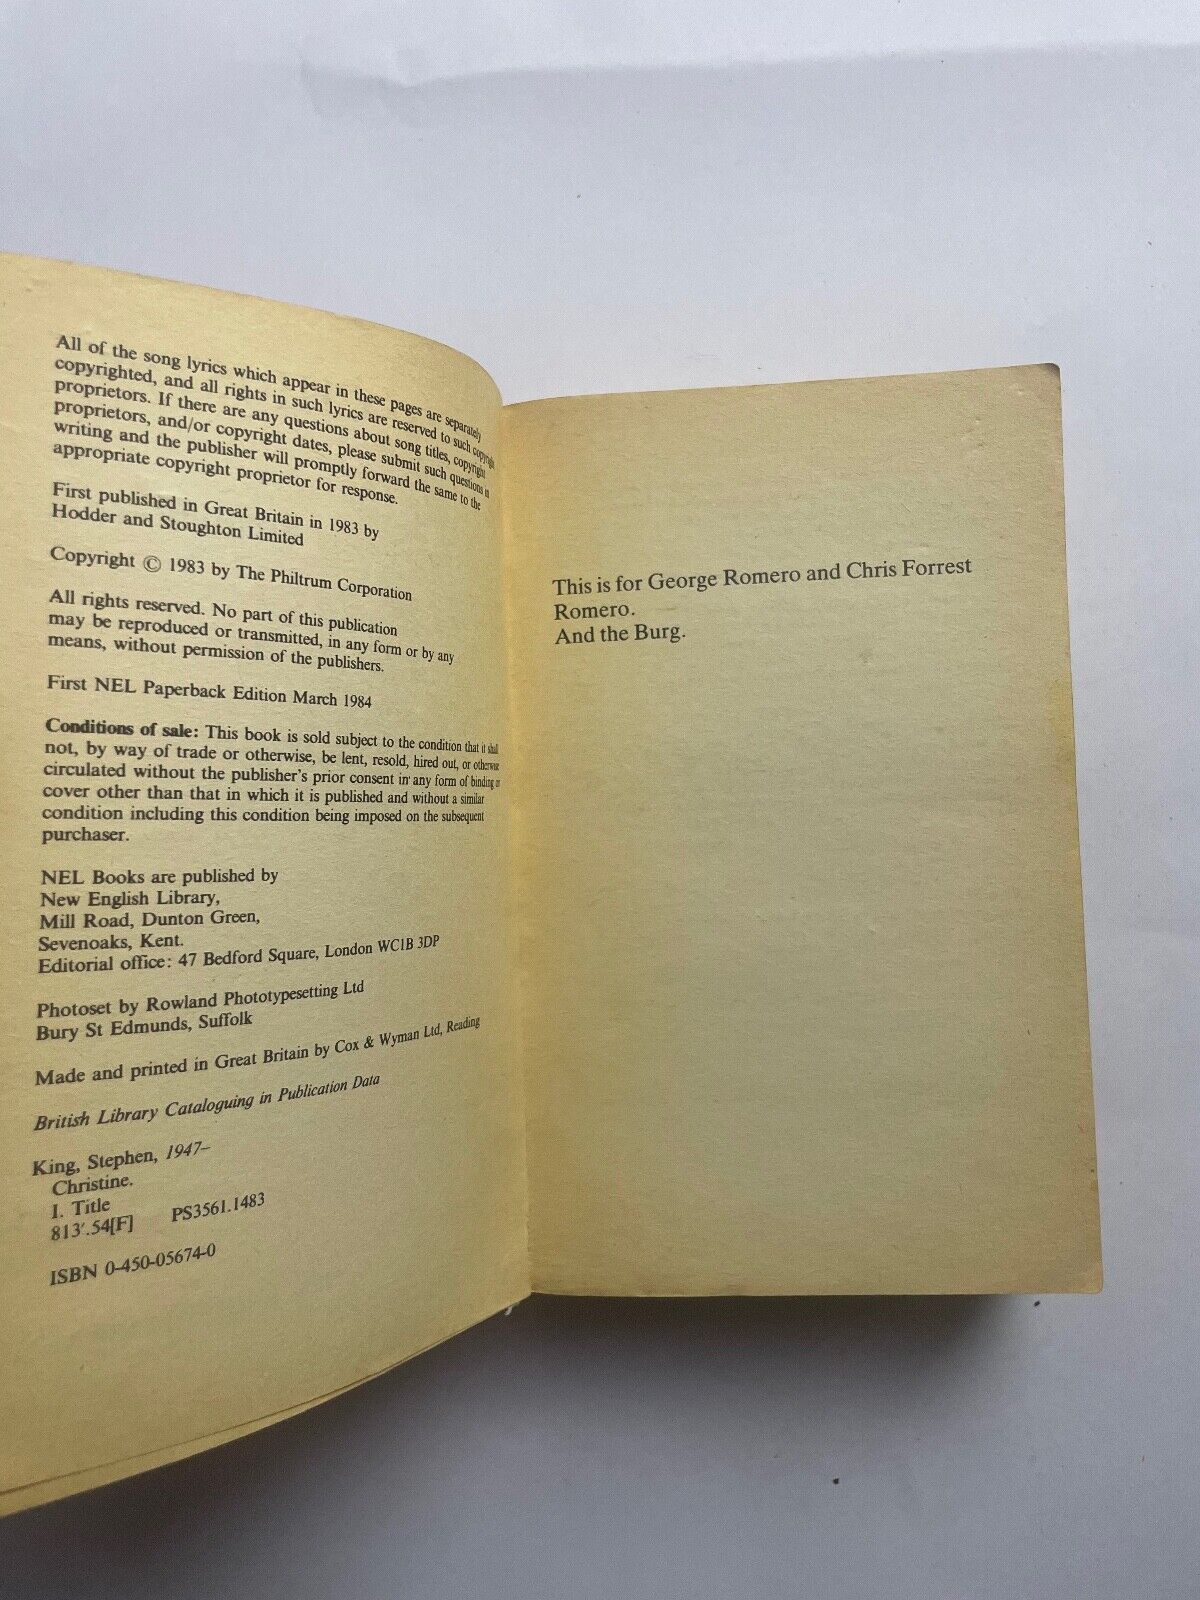 All of the song lyrics which appear in these pages are separately
copyrighted, and all rights in such lyrics are reserved to such copyright
proprietors. If there are any questions about song titles, copyright
proprietors, and/or copyright dates, please submit such questions in
writing and the publisher will promptly forward the same to the
appropriate copyright proprietor for response.
First published in Great Britain in 1983 by
Hodder and Stoughton Limited
Copyright © 1983 by The Philtrum Corporation
All rights reserved. No part of this publication
may be reproduced or transmitted, in any form or by any
means, without permission of the publishers.
First NEL Paperback Edition March 1984
Conditions of sale: This book is sold subject to the condition that it shall
not, by way of trade or otherwise, be lent, resold, hired out, or otherwise
circulated without the publisher's prior consent in any form of binding or
cover other than that in which it is published and without a similar
condition including this condition being imposed on the subsequent
purchaser.
NEL Books are published by
New English Library,
Mill Road, Dunton Green,
Sevenoaks, Kent.
Editorial office: 47 Bedford Square, London WC1B 3DP
Photoset by Rowland Phototypesetting Ltd
Bury St Edmunds, Suffolk
Made and printed in Great Britain by Cox & Wyman Ltd, Reading
British Library Cataloguing in Publication Data
King, Stephen, 1947–
Christine.
I. Title
813'.54[F] PS3561.1483
ISBN 0-450-05674-0
This is for George Romero and Chris Forrest
Romero.
And the Burg.